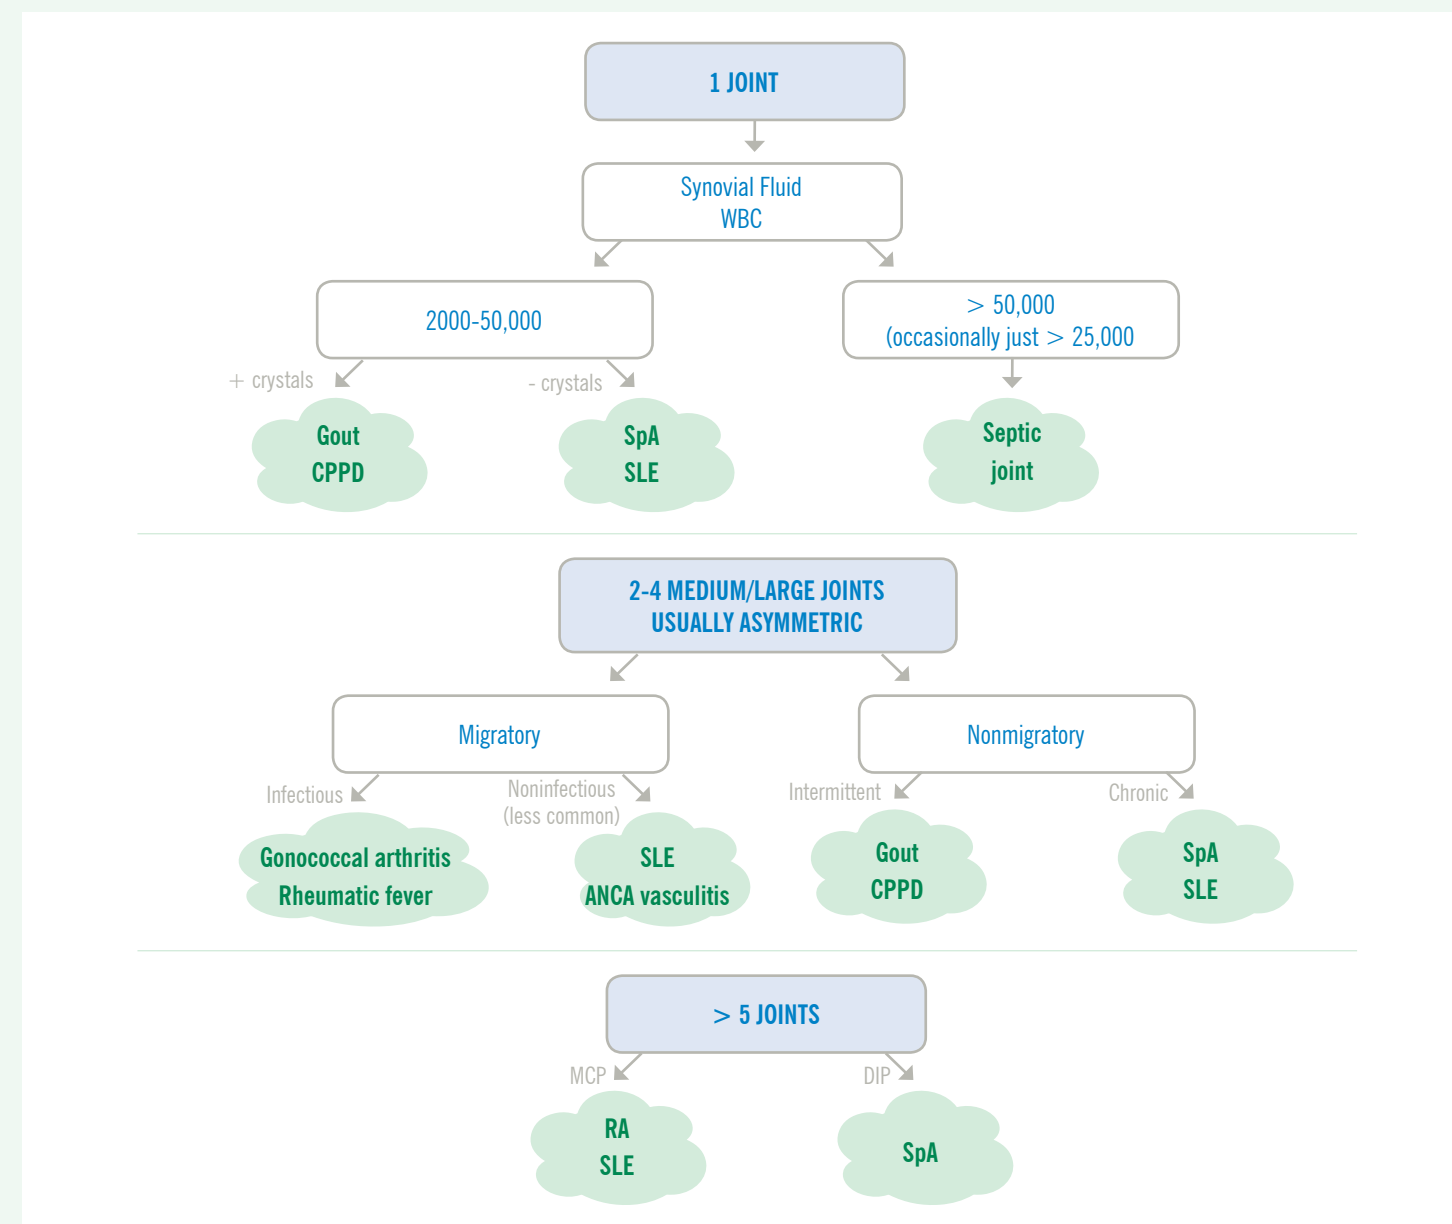 1 JOINT
Synovial Fluid
WBC
2000-50,000
> 50,000
(occasionally just > 25,000
+ crystals
- crystals
Gout
CPPD
SpA
SLE
Septic
joint
2-4 MEDIUM/LARGE JOINTS
USUALLY ASYMMETRIC
Migratory
Nonmigratory
Infectious
Noninfectious
(less common)
Intermittent
Chronic
Gonococcal arthritis
Rheumatic fever
SLE
ANCA vasculitis
Gout
CPPD
SpA
SLE
> 5 JOINTS
MCP
DIP
RA
SLE
SpA